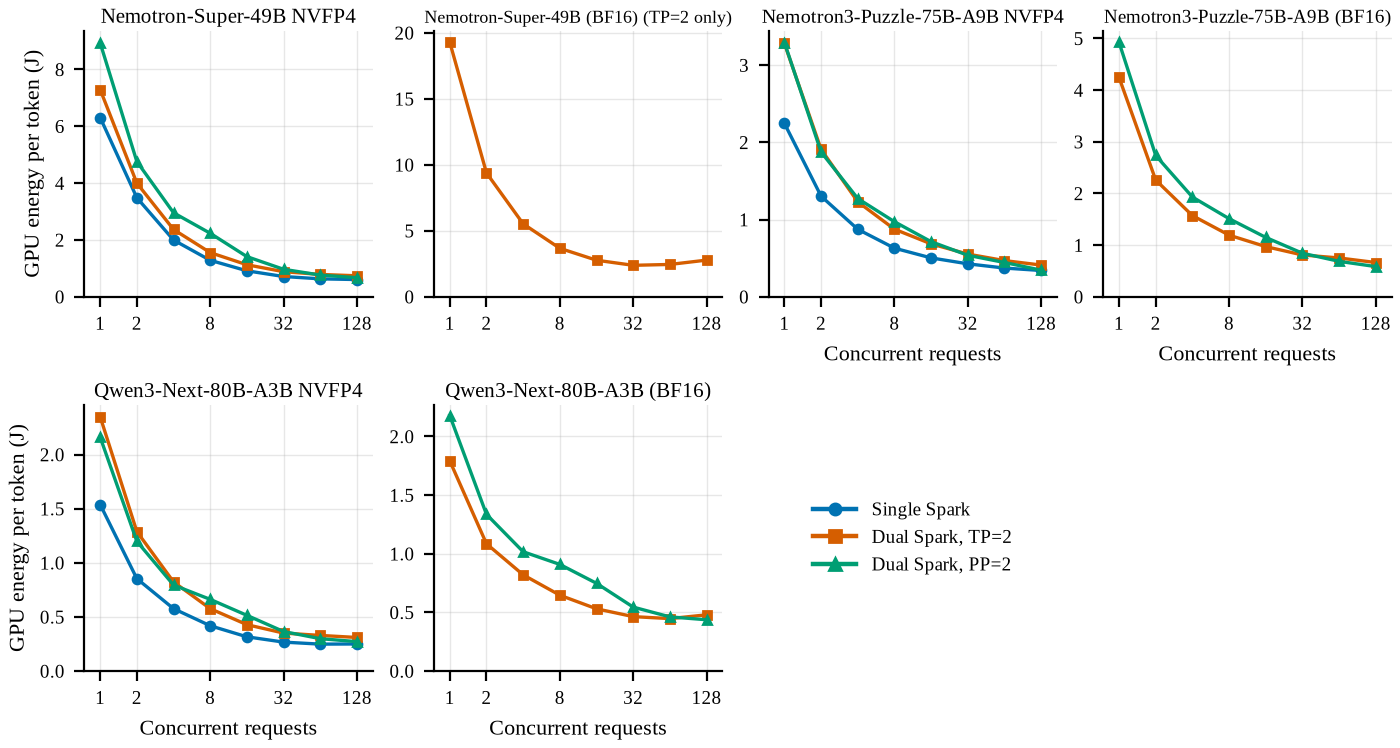 Nemotron-Super-49B NVFP4
GPU energy per token (J)
8
6
4
2
0
1 2 8 32 128
Nemotron-Super-49B (BF16) (TP=2 only)
20
15
10
5
0
1 2 8 32 128
Nemotron3-Puzzle-75B-A9B NVFP4
3
2
1
0
1 2 8 32 128
Concurrent requests
Nemotron3-Puzzle-75B-A9B (BF16)
5
4
3
2
1
0
1 2 8 32 128
Concurrent requests
Qwen3-Next-80B-A3B NVFP4
GPU energy per token (J)
2.0
1.5
1.0
0.5
0.0
1 2 8 32 128
Concurrent requests
Qwen3-Next-80B-A3B (BF16)
2.0
1.5
1.0
0.5
0.0
1 2 8 32 128
Concurrent requests
Single Spark
Dual Spark, TP=2
Dual Spark, PP=2